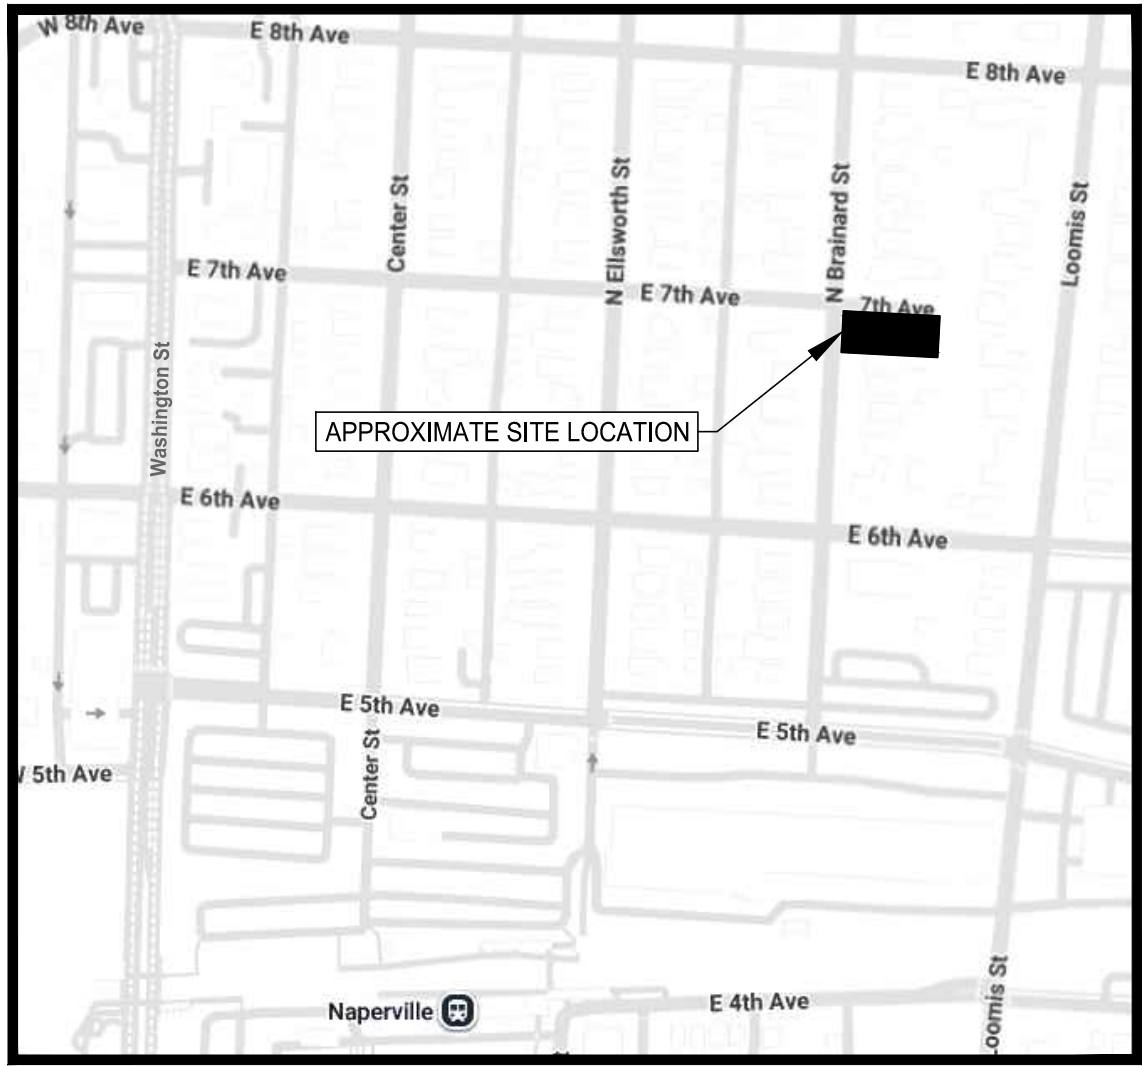 W 8th Ave
E 8th Ave
E 8th Ave
Center St
N Ellsworth St
N Brainard St
Loomis St
E 7th Ave
E 7th Ave
7th Ave
Washington St
APPROXIMATE SITE LOCATION
E 6th Ave
E 6th Ave
E 5th Ave
E 5th Ave
5th Ave
Center St
Naperville
E 4th Ave
oomis St